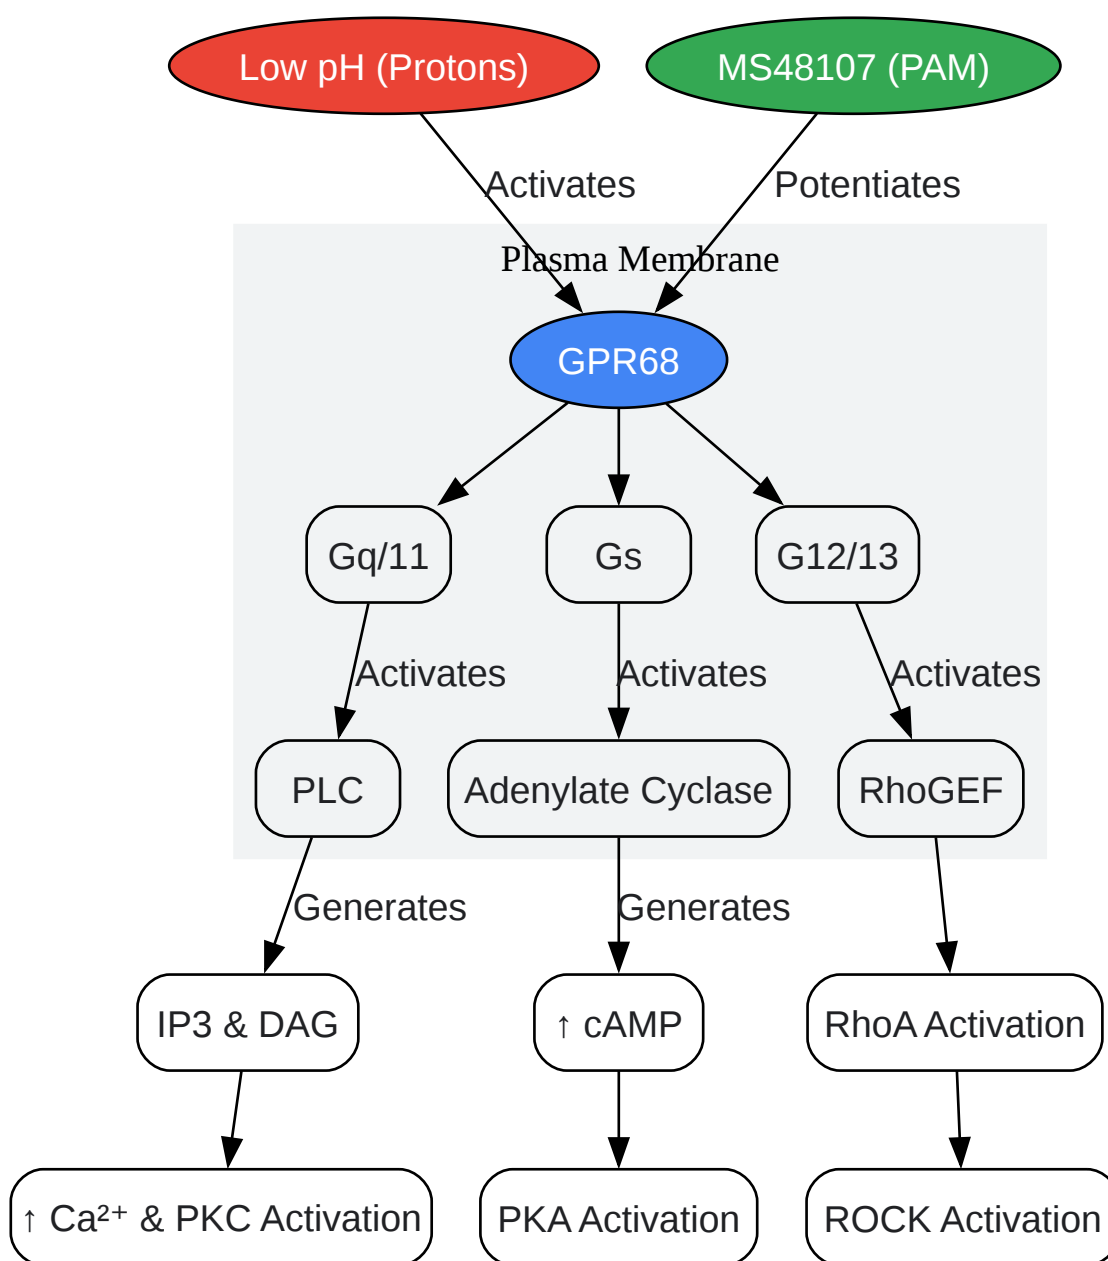 Low pH (Protons)
MS48107 (PAM)
Activates
Potentiates
Plasma Membrane
GPR68
Gq/11
Gs
G12/13
Activates
Activates
Activates
PLC
Adenylate Cyclase
RhoGEF
Generates
Generates
IP3 & DAG
↑ cAMP
RhoA Activation
↑ Ca²⁺ & PKC Activation
PKA Activation
ROCK Activation